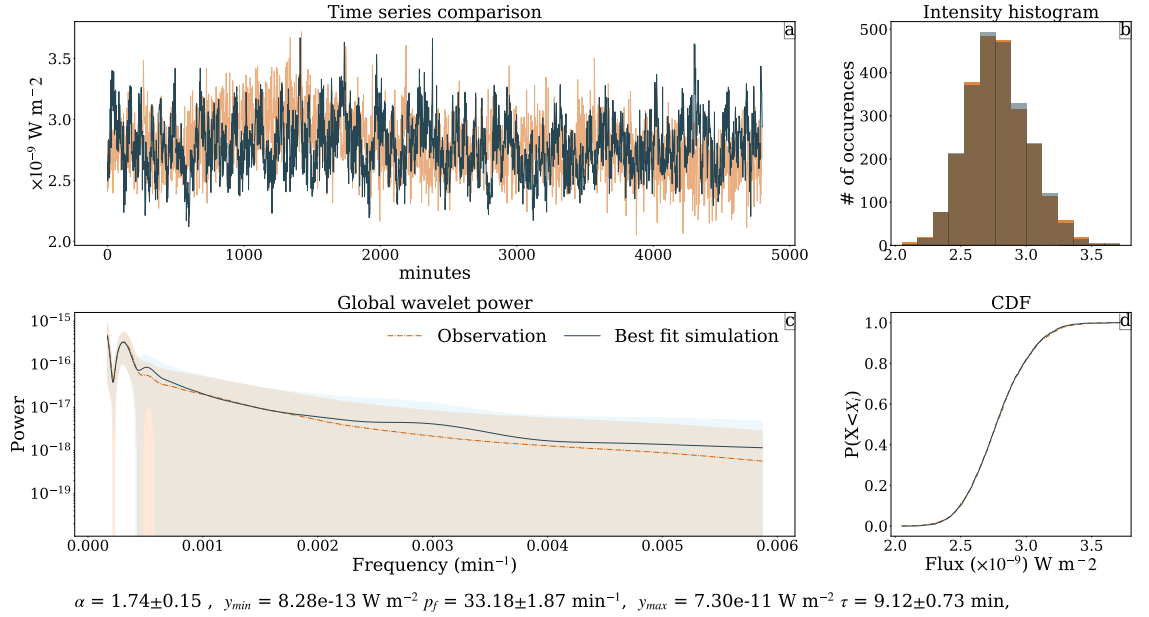 Time series comparison
a
×10⁻⁹ W m−2
3.5
3.0
2.5
2.0
0 1000 2000 3000 4000 5000
minutes
Intensity histogram
b
# of occurences
500
400
300
200
100
0
2.0 2.5 3.0 3.5
Global wavelet power
c
Observation Best fit simulation
Power
10⁻¹⁵
10⁻¹⁶
10⁻¹⁷
10⁻¹⁸
10⁻¹⁹
0.000 0.001 0.002 0.003 0.004 0.005 0.006
Frequency (min⁻¹)
CDF
d
P(X<Xᵢ)
1.0
0.8
0.6
0.4
0.2
0.0
2.0 2.5 3.0 3.5
Flux (×10⁻⁹) W m−2
α = 1.74±0.15 , y_min = 8.28e-13 W m⁻² p_f = 33.18±1.87 min⁻¹, y_max = 7.30e-11 W m⁻² τ = 9.12±0.73 min,